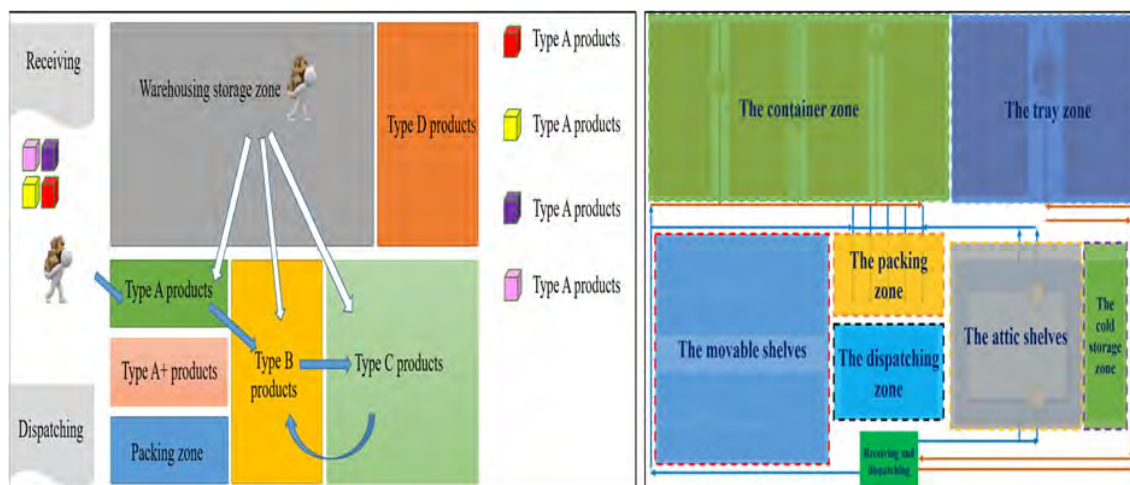 Receiving
Warehousing storage zone
Type D products
Type A products
Type A products
Type A products
Type A products
Type A products
Type A+ products
Type B
products
Type C products
Packing zone
Dispatching
The container zone
The tray zone
The movable shelves
The packing
zone
The dispatching
zone
The attic shelves
The
cold
storage
zone
Receiving and
dispatching